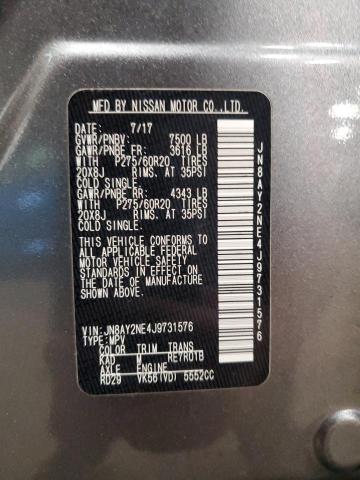 MFD BY NISSAN MOTOR CO.,LTD.
DATE: 7/17
GVWR/PNBV: 7500 LB
GAWR/PNBE FR: 3616 LB
WITH P275/60R20 TIRES
20X8J RIMS, AT 35PSI
COLD SINGLE.
GAWR/PNBE RR: 4343 LB
WITH P275/60R20 TIRES
20X8J RIMS, AT 35PSI
COLD SINGLE.
THIS VEHICLE CONFORMS TO
ALL APPLICABLE FEDERAL
MOTOR VEHICLE SAFETY
STANDARDS IN EFFECT ON
THE DATE OF MANUFACTURE
SHOWN ABOVE.
VIN: JN8AY2NE4J9731576
TYPE: MPV
COLOR TRIM TRANS
KAD M RE7R01B
AXLE ENGINE
RD29 VK56(VD) 5552CC
JN8AY2NE4J9731576